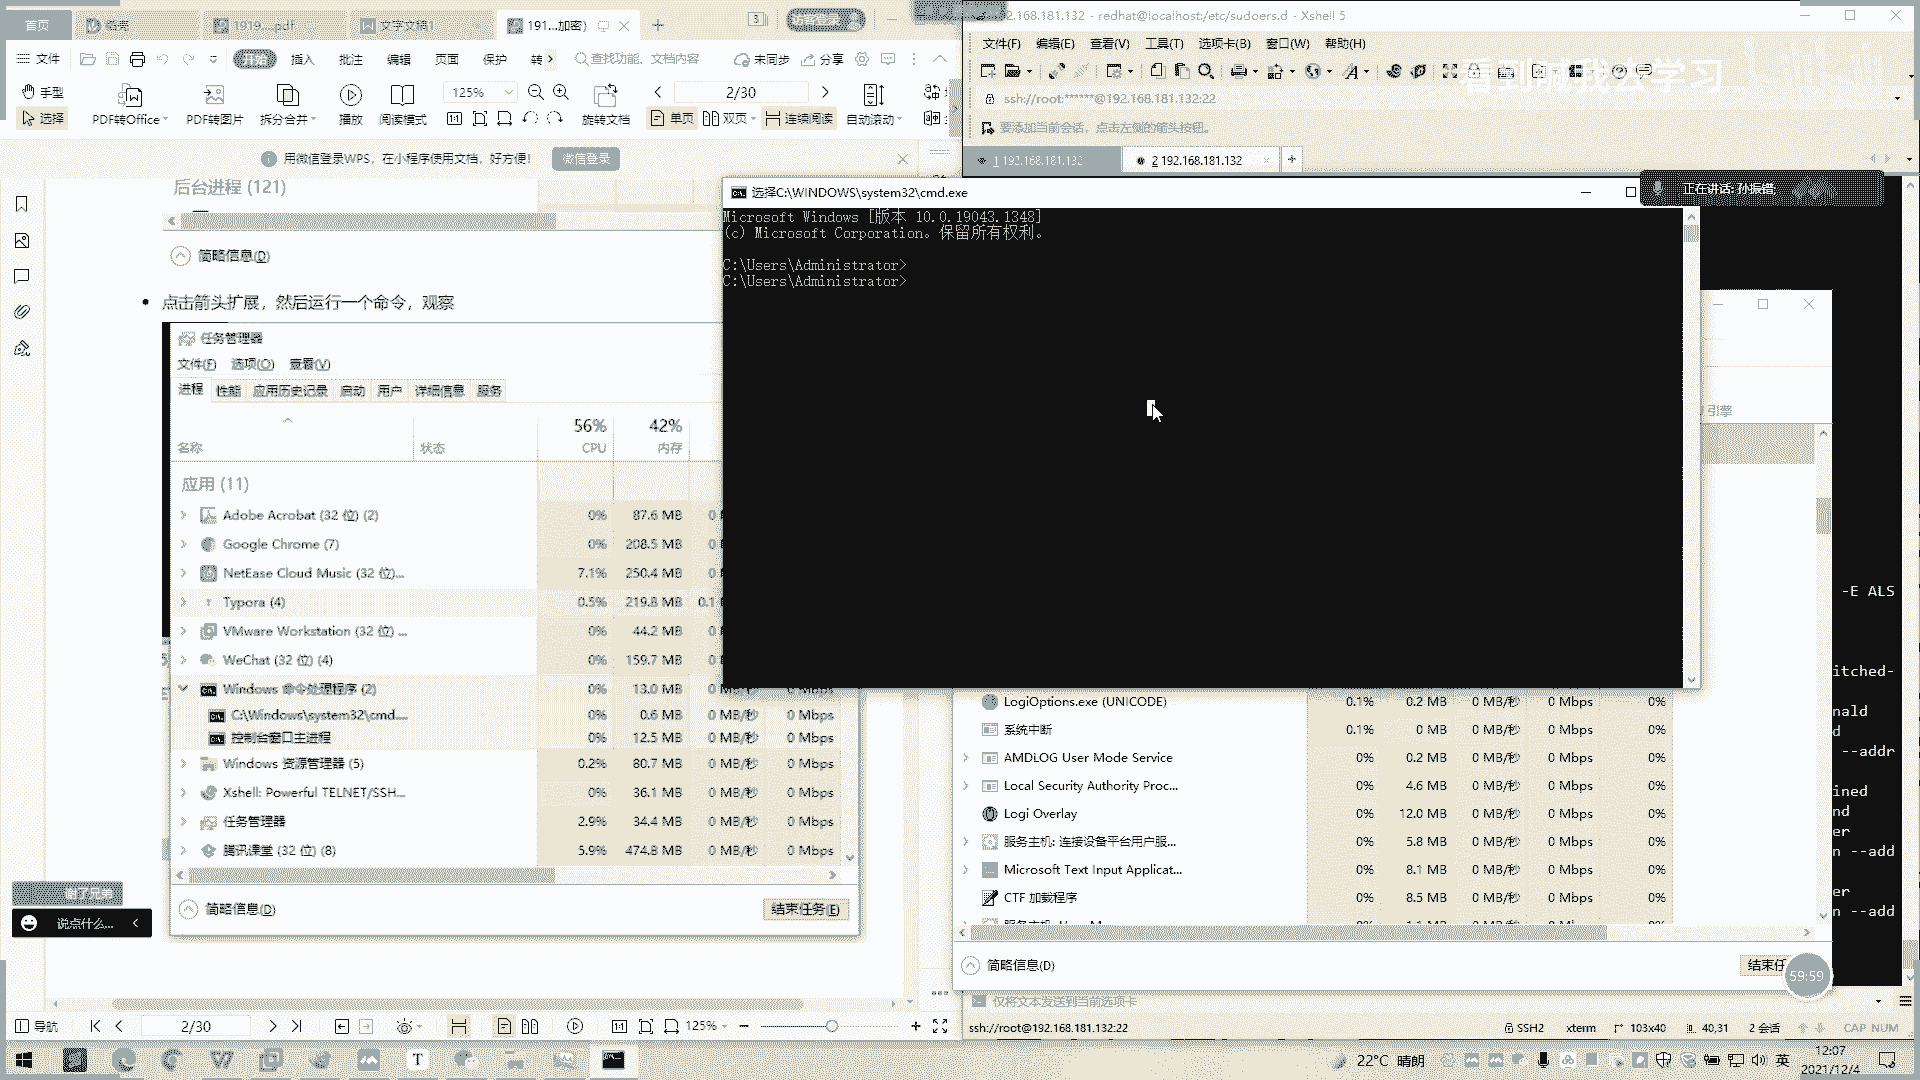 首页
稻壳
1919....pdf
文字文稿1
191...加密)
3
访客登录
文件
开始
插入
批注
编辑
页面
保护
转
查找功能、文档内容
未同步
分享
手型
选择
PDF转Office
PDF转图片
拆分合并
播放
阅读模式
125%
2/30
旋转文档
单页
双页
连续阅读
自动滚动
用微信登录WPS，在小程序使用文档，好方便！
微信登录
后台进程 (121)
简略信息(D)
点击箭头扩展，然后运行一个命令，观察
任务管理器
文件(F) 选项(O) 查看(V)
进程 性能 应用历史记录 启动 用户 详细信息 服务
56% 42%
名称 状态 CPU 内存
应用 (11)
Adobe Acrobat (32 位) (2) 0% 87.6 MB 0
Google Chrome (7) 0% 208.5 MB 0
NetEase Cloud Music (32 位)... 7.1% 250.4 MB 0
Typora (4) 0.5% 219.8 MB 0.1
VMware Workstation (32 位) ... 0% 44.2 MB 0
WeChat (32 位) (4) 0% 159.7 MB 0
Windows 命令处理程序 (2) 0% 13.0 MB 0 MB/秒 0 Mbps
C:\Windows\system32\cmd.... 0% 0.6 MB 0 MB/秒 0 Mbps
控制台窗口主进程 0% 12.5 MB 0 MB/秒 0 Mbps
Windows 资源管理器 (5) 0.2% 80.7 MB 0 MB/秒 0 Mbps
Xshell: Powerful TELNET/SSH... 0% 36.1 MB 0 MB/秒 0 Mbps
任务管理器 2.9% 34.4 MB 0 MB/秒 0 Mbps
腾讯课堂 (32 位) (8) 5.9% 474.8 MB 0 MB/秒 0 Mbps
简略信息(D)
结束任务(E)
谢了兄弟
说点什么...
导航
2/30
125%
.168.181.132 - redhat@localhost:/etc/sudoers.d - Xshell 5
文件(F) 编辑(E) 查看(V) 工具(T) 选项卡(B) 窗口(W) 帮助(H)
看到喊我去学习
ssh://root:******@192.168.181.132:22
要添加当前会话，点击左侧的箭头按钮。
1 192.168.181.132
2 192.168.181.132
正在讲话: 孙振锴;
选择C:\WINDOWS\system32\cmd.exe
Microsoft Windows [版本 10.0.19043.1348]
(c) Microsoft Corporation。保留所有权利。
C:\Users\Administrator>
C:\Users\Administrator>
引擎
-E ALS
itched-
nald
d
--addr
ined
nd
er
n --add
er
n --add
LogiOptions.exe (UNICODE) 0.1% 0.2 MB 0 MB/秒 0 Mbps 0%
系统中断 0.1% 0 MB 0 MB/秒 0 Mbps 0%
AMDLOG User Mode Service 0% 0.2 MB 0 MB/秒 0 Mbps 0%
Local Security Authority Proc... 0% 4.6 MB 0 MB/秒 0 Mbps 0%
Logi Overlay 0% 12.0 MB 0 MB/秒 0 Mbps 0%
服务主机: 连接设备平台用户服... 0% 5.8 MB 0 MB/秒 0 Mbps 0%
Microsoft Text Input Applicat... 0% 8.1 MB 0 MB/秒 0 Mbps 0%
CTF 加载程序 0% 8.5 MB 0 MB/秒 0 Mbps 0%
简略信息(D)
结束任
59:59
仅将文本发送到当前选项卡
ssh://root@192.168.181.132:22
SSH2 xterm 103x40 40,31 2 会话 CAP NUM
22°C 晴朗
英
12:07
2021/12/4